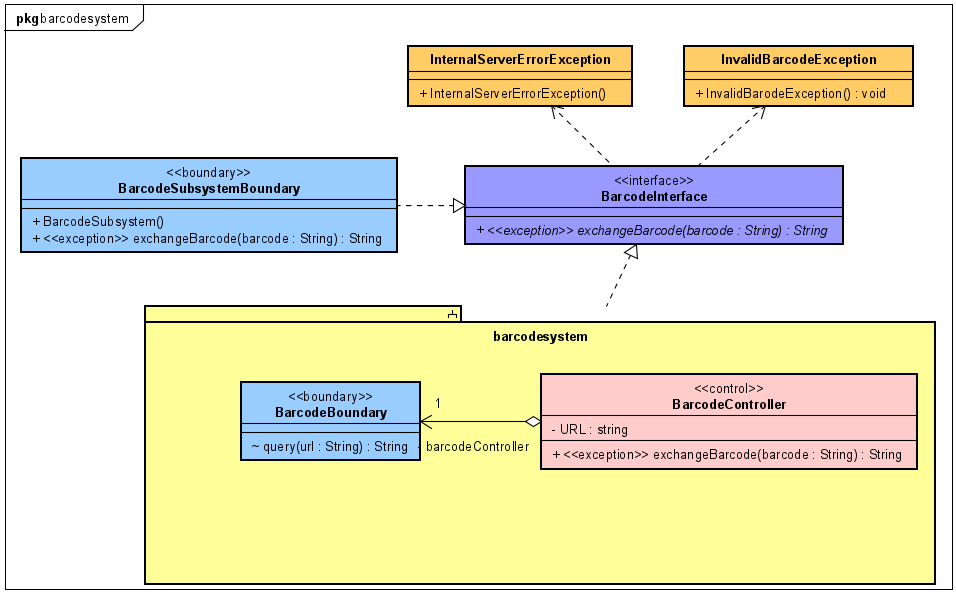 pkg barcodesystem
InternalServerErrorException
+ InternalServerErrorException()
InvalidBarcodeException
+ InvalidBarodeException() : void
<<boundary>>
BarcodeSubsystemBoundary
+ BarcodeSubsystem()
+ <<exception>> exchangeBarcode(barcode : String) : String
<<interface>>
BarcodeInterface
+ <<exception>> exchangeBarcode(barcode : String) : String
barcodesystem
<<boundary>>
BarcodeBoundary
~ query(url : String) : String
1
- barcodeController
<<control>>
BarcodeController
- URL : string
+ <<exception>> exchangeBarcode(barcode : String) : String